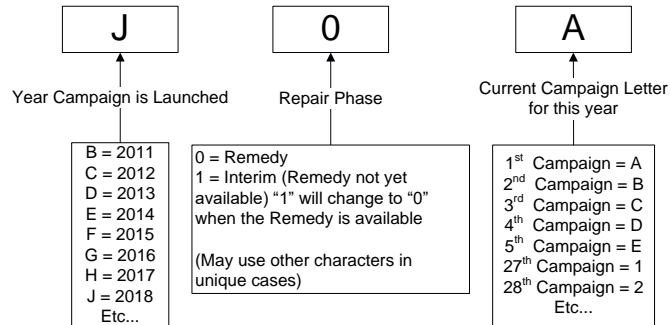 J
0
A
Year Campaign is Launched
Repair Phase
Current Campaign Letter
for this year
B = 2011
C = 2012
D = 2013
E = 2014
F = 2015
G = 2016
H = 2017
J = 2018
Etc...
0 = Remedy
1 = Interim (Remedy not yet
available) “1” will change to “0”
when the Remedy is available
(May use other characters in
unique cases)
1st Campaign = A
2nd Campaign = B
3rd Campaign = C
4th Campaign = D
5th Campaign = E
27th Campaign = 1
28th Campaign = 2
Etc...